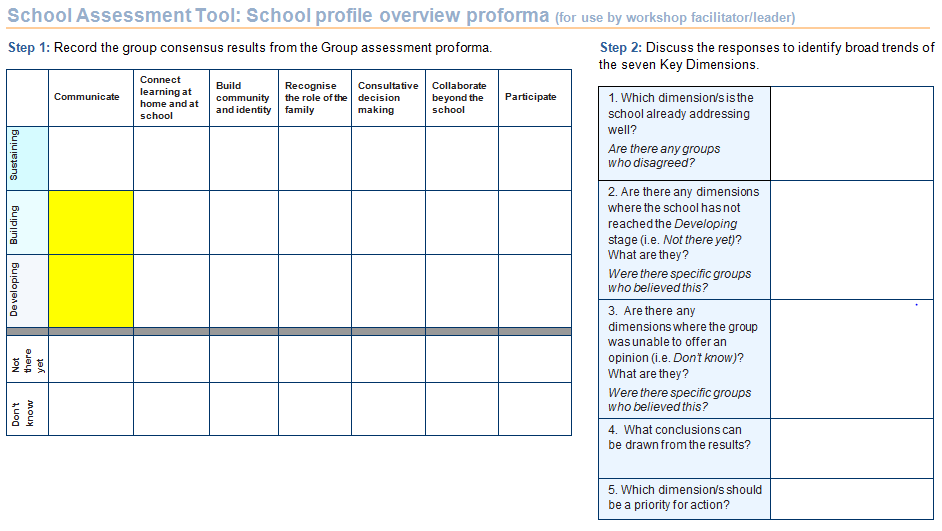 School Assessment Tool: School profile overview proforma (for use by workshop facilitator/leader)
Step 1: Record the group consensus results from the Group assessment proforma.
Communicate
Connect
learning at
home and at
school
Build
community
and identity
Recognise
the role of the
family
Consultative
decision
making
Collaborate
beyond the
school
Participate
Sustaining
Building
Developing
Not
there
yet
Don't
know
Step 2: Discuss the responses to identify broad trends of
the seven Key Dimensions.
1. Which dimension/s is the
school already addressing
well?
Are there any groups
who disagreed?
2. Are there any dimensions
where the school has not
reached the Developing
stage (i.e. Not there yet)?
What are they?
Were there specific groups
who believed this?
3. Are there any
dimensions where the group
was unable to offer an
opinion (i.e. Don't know)?
What are they?
Were there specific groups
who believed this?
4. What conclusions can
be drawn from the results?
5. Which dimension/s should
be a priority for action?